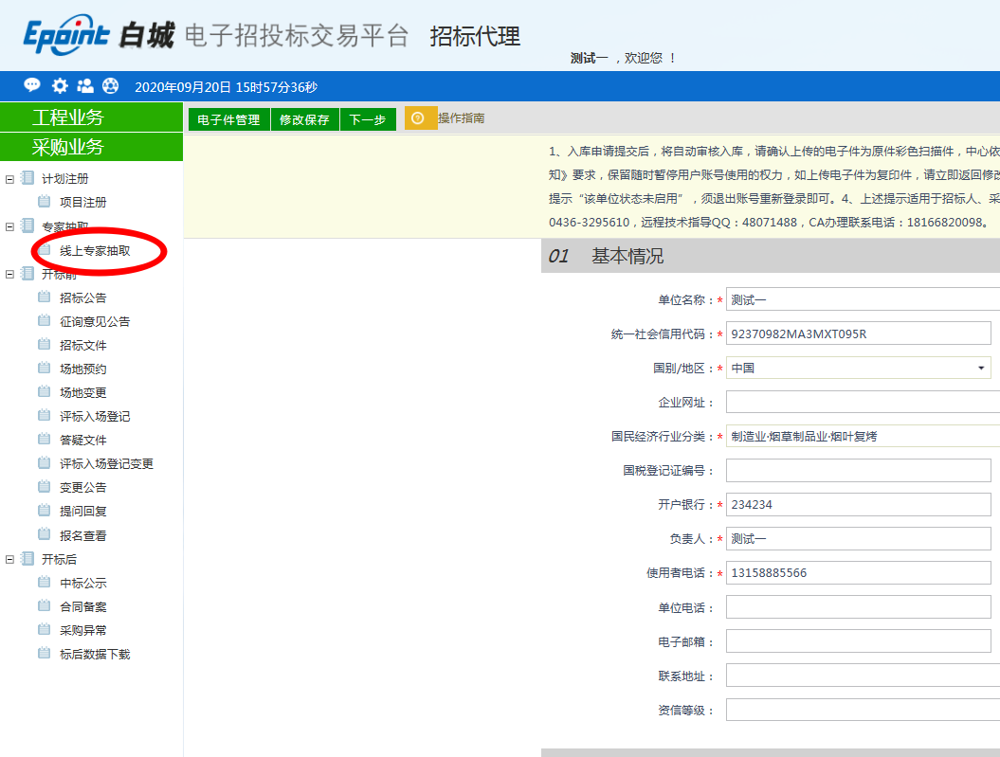 Epoint 白城 电子招投标交易平台 招标代理
测试一 ，欢迎您 ！
2020年09月20日 15时57分36秒
工程业务
采购业务
计划注册
项目注册
专家抽取
线上专家抽取
开标前
招标公告
征询意见公告
招标文件
场地预约
场地变更
评标入场登记
答疑文件
评标入场登记变更
变更公告
提问回复
报名查看
开标后
中标公示
合同备案
采购异常
标后数据下载
电子件管理 修改保存 下一步 操作指南
1、入库申请提交后，将自动审核入库，请确认上传的电子件为原件彩色扫描件，中心依
知》要求，保留随时暂停用户账号使用的权力，如上传电子件为复印件，请立即返回修改
提示“该单位状态未启用”，须退出账号重新登录即可。4、上述提示适用于招标人、采
0436-3295610，远程技术指导QQ：48071488，CA办理联系电话：18166820098。
01 基本情况
单位名称：* 测试一
统一社会信用代码：* 92370982MA3MXT095R
国别/地区：* 中国
企业网址：
国民经济行业分类：* 制造业·烟草制品业·烟叶复烤
国税登记证编号：
开户银行：* 234234
负责人：* 测试一
使用者电话：* 13158885566
单位电话：
电子邮箱：
联系地址：
资信等级：